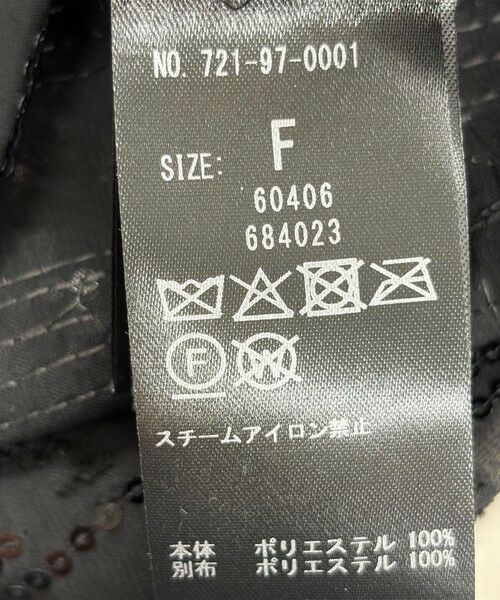 NO. 721-97-0001
SIZE: F
60406
684023
F W
スチームアイロン禁止
本体 ポリエステル 100%
別布 ポリエステル 100%